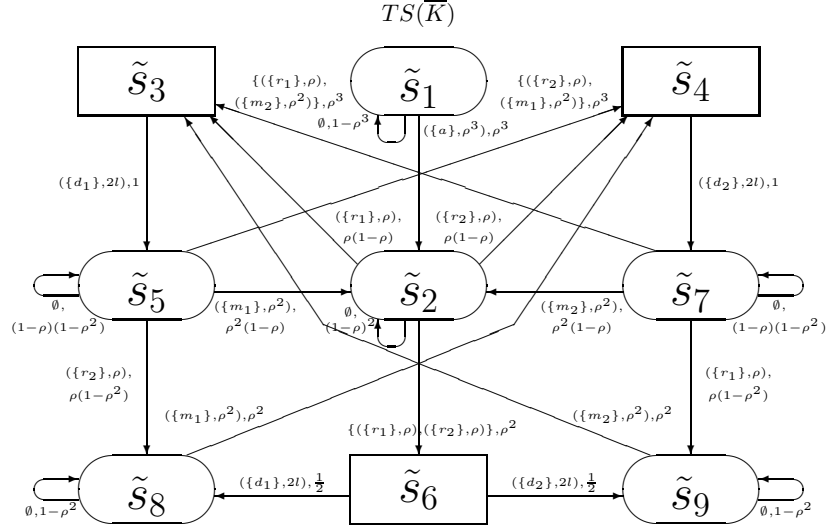 TS(K̅)
s̃₃
s̃₁
s̃₄
{({r₁},ρ),
({m₂},ρ²)},ρ³
{({r₂},ρ),
({m₁},ρ²)},ρ³
∅,1−ρ³
({a},ρ³),ρ³
({d₁},2l),1
({d₂},2l),1
({r₁},ρ),
ρ(1−ρ)
({r₂},ρ),
ρ(1−ρ)
s̃₅
s̃₂
s̃₇
∅,
(1−ρ)(1−ρ²)
({m₁},ρ²),
ρ²(1−ρ)
∅,
(1−ρ)²
({m₂},ρ²),
ρ²(1−ρ)
∅,
(1−ρ)(1−ρ²)
({r₂},ρ),
ρ(1−ρ²)
({r₁},ρ),
ρ(1−ρ²)
({m₁},ρ²),ρ²
({m₂},ρ²),ρ²
{({r₁},ρ),({r₂},ρ)},ρ²
s̃₈
s̃₆
s̃₉
∅,1−ρ²
({d₁},2l),1/2
({d₂},2l),1/2
∅,1−ρ²